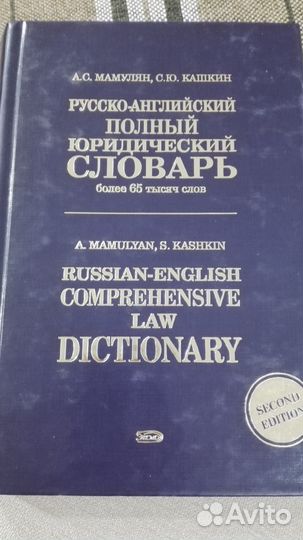 А.С. МАМУЛЯН, С.Ю. КАШКИН
РУССКО-АНГЛИЙСКИЙ
ПОЛНЫЙ
ЮРИДИЧЕСКИЙ
СЛОВАРЬ
более 65 тысяч слов
A. MAMULYAN, S. KASHKIN
RUSSIAN-ENGLISH
COMPREHENSIVE
LAW
DICTIONARY
SECOND
EDITION
ЭКСМО
Avito